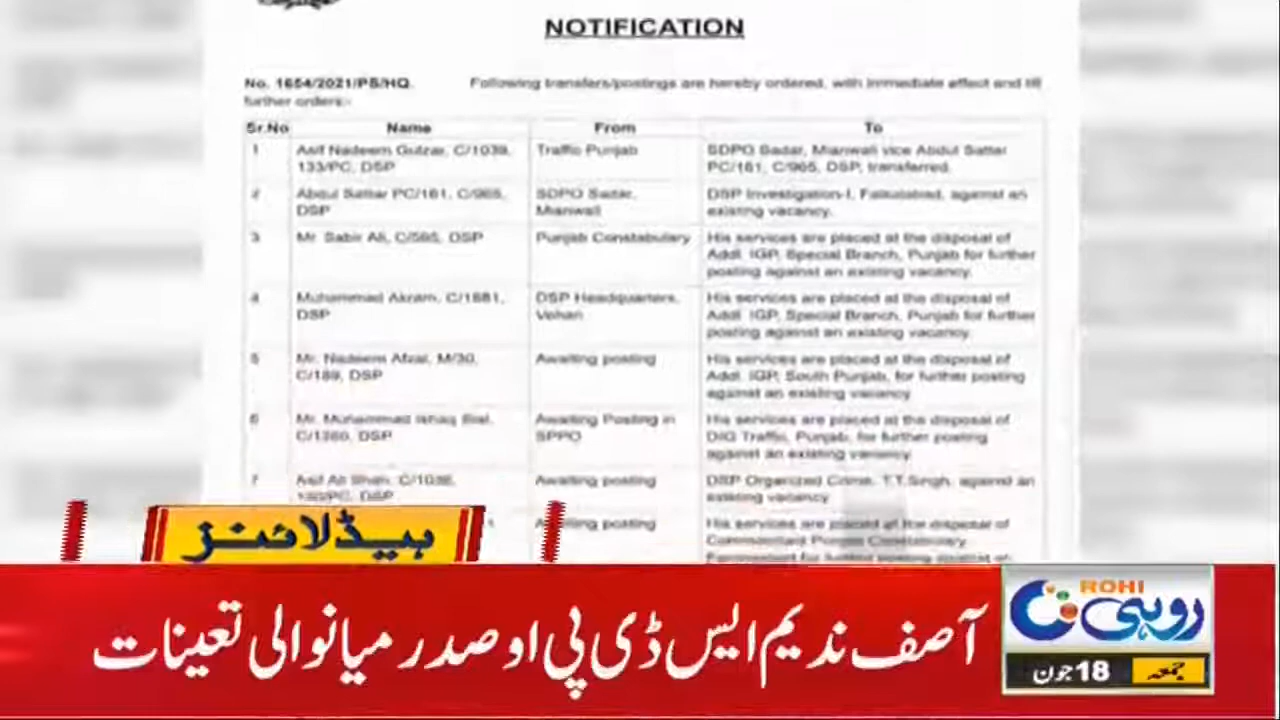 NOTIFICATION
No. 1654/2021/PS/HQ. Following transfers/postings are hereby ordered, with immediate effect and till
further orders:-
Sr.No Name From To
1 Asif Nadeem Gulzar, C/1039, Traffic Punjab SDPO Sadar, Mianwali vice Abdul Sattar
133/PC, DSP PC/161, C/965, DSP, transferred.
2 Abdul Sattar PC/161, C/965, SDPO Sadar, DSP Investigation-I, Faisalabad, against an
DSP Mianwali existing vacancy.
3 Mr. Sabir Ali, C/585, DSP Punjab Constabulary His services are placed at the disposal of
Addl. IGP, Special Branch, Punjab for further
posting against an existing vacancy.
4 Muhammad Akram, C/1881, DSP Headquarters, His services are placed at the disposal of
DSP Vehari Addl. IGP, Special Branch, Punjab for further
posting against an existing vacancy.
5 Mr. Nadeem Afzal, M/30, Awaiting posting His services are placed at the disposal of
C/189, DSP Addl. IGP, South Punjab, for further posting
against an existing vacancy
6 Mr. Muhammad Ishaq Bial, Awaiting Posting in His services are placed at the disposal of
C/1360, DSP SPPO DIG Traffic, Punjab, for further posting
against an existing vacancy.
7 Asif Ali Shah, Awaiting posting DSP Organized Crime, T.T.Singh, against an
DSP existing vacancy
Awaiting posting His services are placed at the disposal of
Commandant Punjab Constabulary
ہیڈلائنز
آصف ندیم ایس ڈی پی او صدر میانوالی تعینات
ROHI
روہی
جمعہ 18 جون